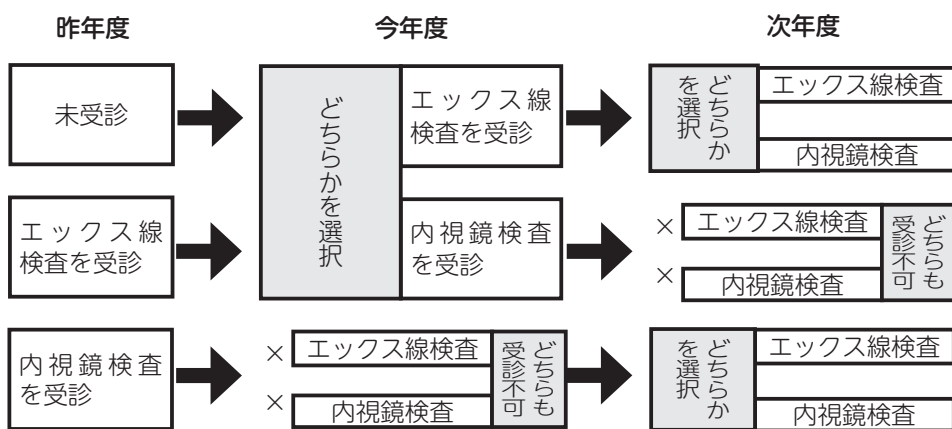 昨年度
今年度
次年度
未受診
どちらかを選択
エックス線
検査を受診
どちらか
を選択
エックス線検査
内視鏡検査
エックス線
検査を受診
内視鏡検査
を受診
× エックス線検査
× 内視鏡検査
どちらも
受診不可
内視鏡検査
を受診
× エックス線検査
× 内視鏡検査
どちらも
受診不可
どちらか
を選択
エックス線検査
内視鏡検査